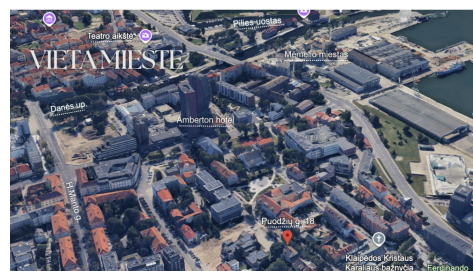 Pilies uostas
Teatro aikštė
VIETA MIESTE
Memelio miestas
Danės up.
Amberton hotel
H.Manto g.
Puodžių g. 18
Klaipėdos Kristaus
Karaliaus bažnyčia
Ferdinando